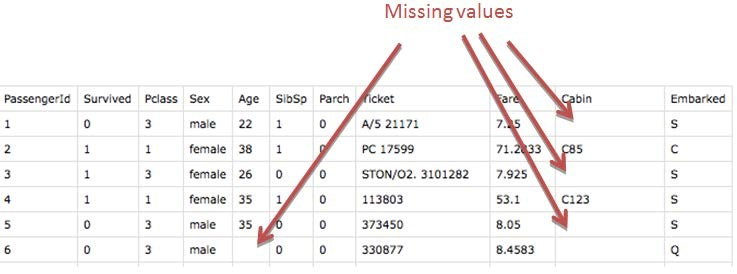 Missing values
PassengerId Survived Pclass Sex Age SibSp Parch Ticket Fare Cabin Embarked
1 0 3 male 22 1 0 A/5 21171 7.25 S
2 1 1 female 38 1 0 PC 17599 71.2833 C85 C
3 1 3 female 26 0 0 STON/O2. 3101282 7.925 S
4 1 1 female 35 1 0 113803 53.1 C123 S
5 0 3 male 35 0 0 373450 8.05 S
6 0 3 male 0 0 330877 8.4583 Q